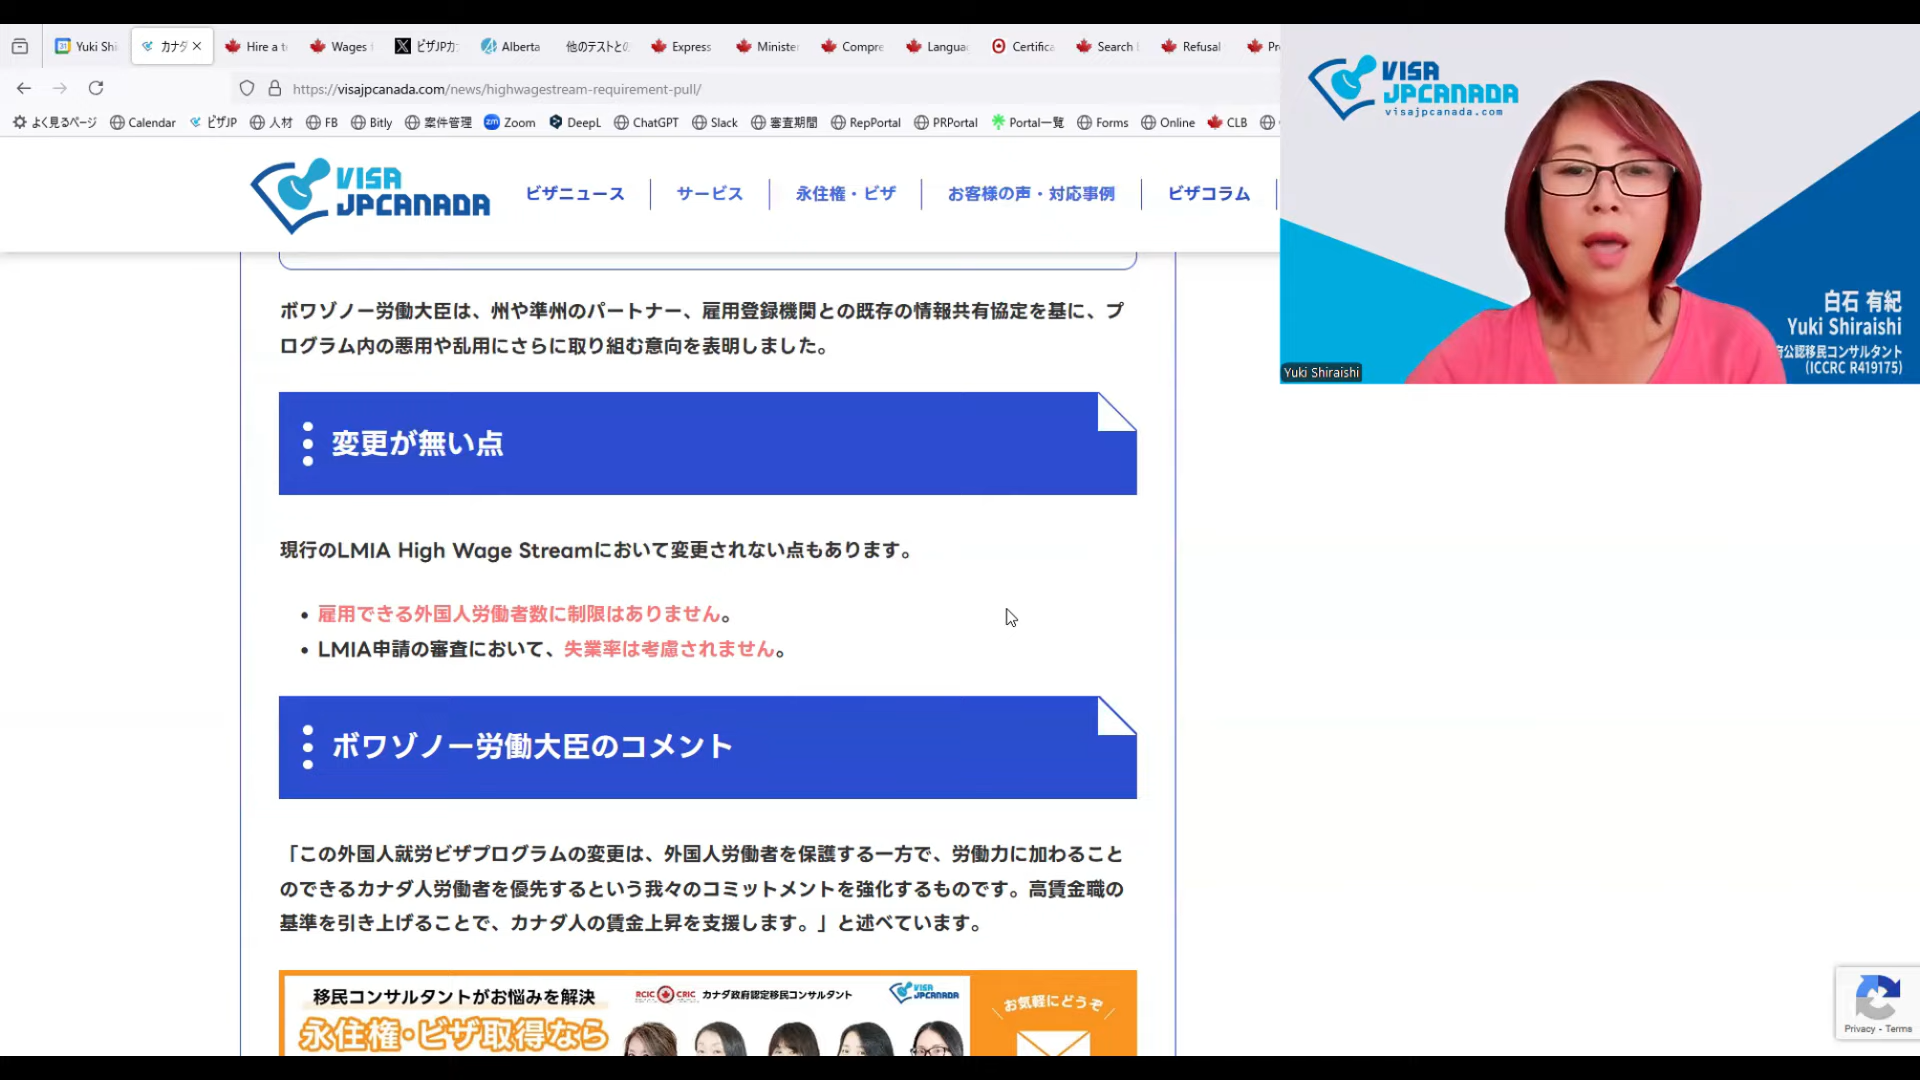 Yuki Shi
カナダ
Hire a t
Wages
ビザJPカ
Alberta
他のテストとの
Express
Ministe
Compre
Langua
Certifica
Search
Refusal
Pr
https://visajpcanada.com/news/highwagestream-requirement-pull/
よく見るページ
Calendar
ビザJP
人材
FB
Bitly
案件管理
Zoom
DeepL
ChatGPT
Slack
審査期間
RepPortal
PRPortal
Portal一覧
Forms
Online
CLB
VISA
JPCANADA
ビザニュース
サービス
永住権・ビザ
お客様の声・対応事例
ビザコラム
ボワゾノー労働大臣は、州や準州のパートナー、雇用登録機関との既存の情報共有協定を基に、プ
ログラム内の悪用や乱用にさらに取り組む意向を表明しました。
変更が無い点
現行のLMIA High Wage Streamにおいて変更されない点もあります。
• 雇用できる外国人労働者数に制限はありません。
• LMIA申請の審査において、失業率は考慮されません。
ボワゾノー労働大臣のコメント
「この外国人就労ビザプログラムの変更は、外国人労働者を保護する一方で、労働力に加わること
のできるカナダ人労働者を優先するという我々のコミットメントを強化するものです。高賃金職の
基準を引き上げることで、カナダ人の賃金上昇を支援します。」と述べています。
移民コンサルタントがお悩みを解決
RCIC CRIC カナダ政府認定移民コンサルタント
VISA
JPCANADA
永住権・ビザ取得なら
お気軽にどうぞ
VISA
JPCANADA
visajpcanada.com
白石 有紀
Yuki Shiraishi
府公認移民コンサルタント
(ICCRC R419175)
Yuki Shiraishi
Privacy - Terms